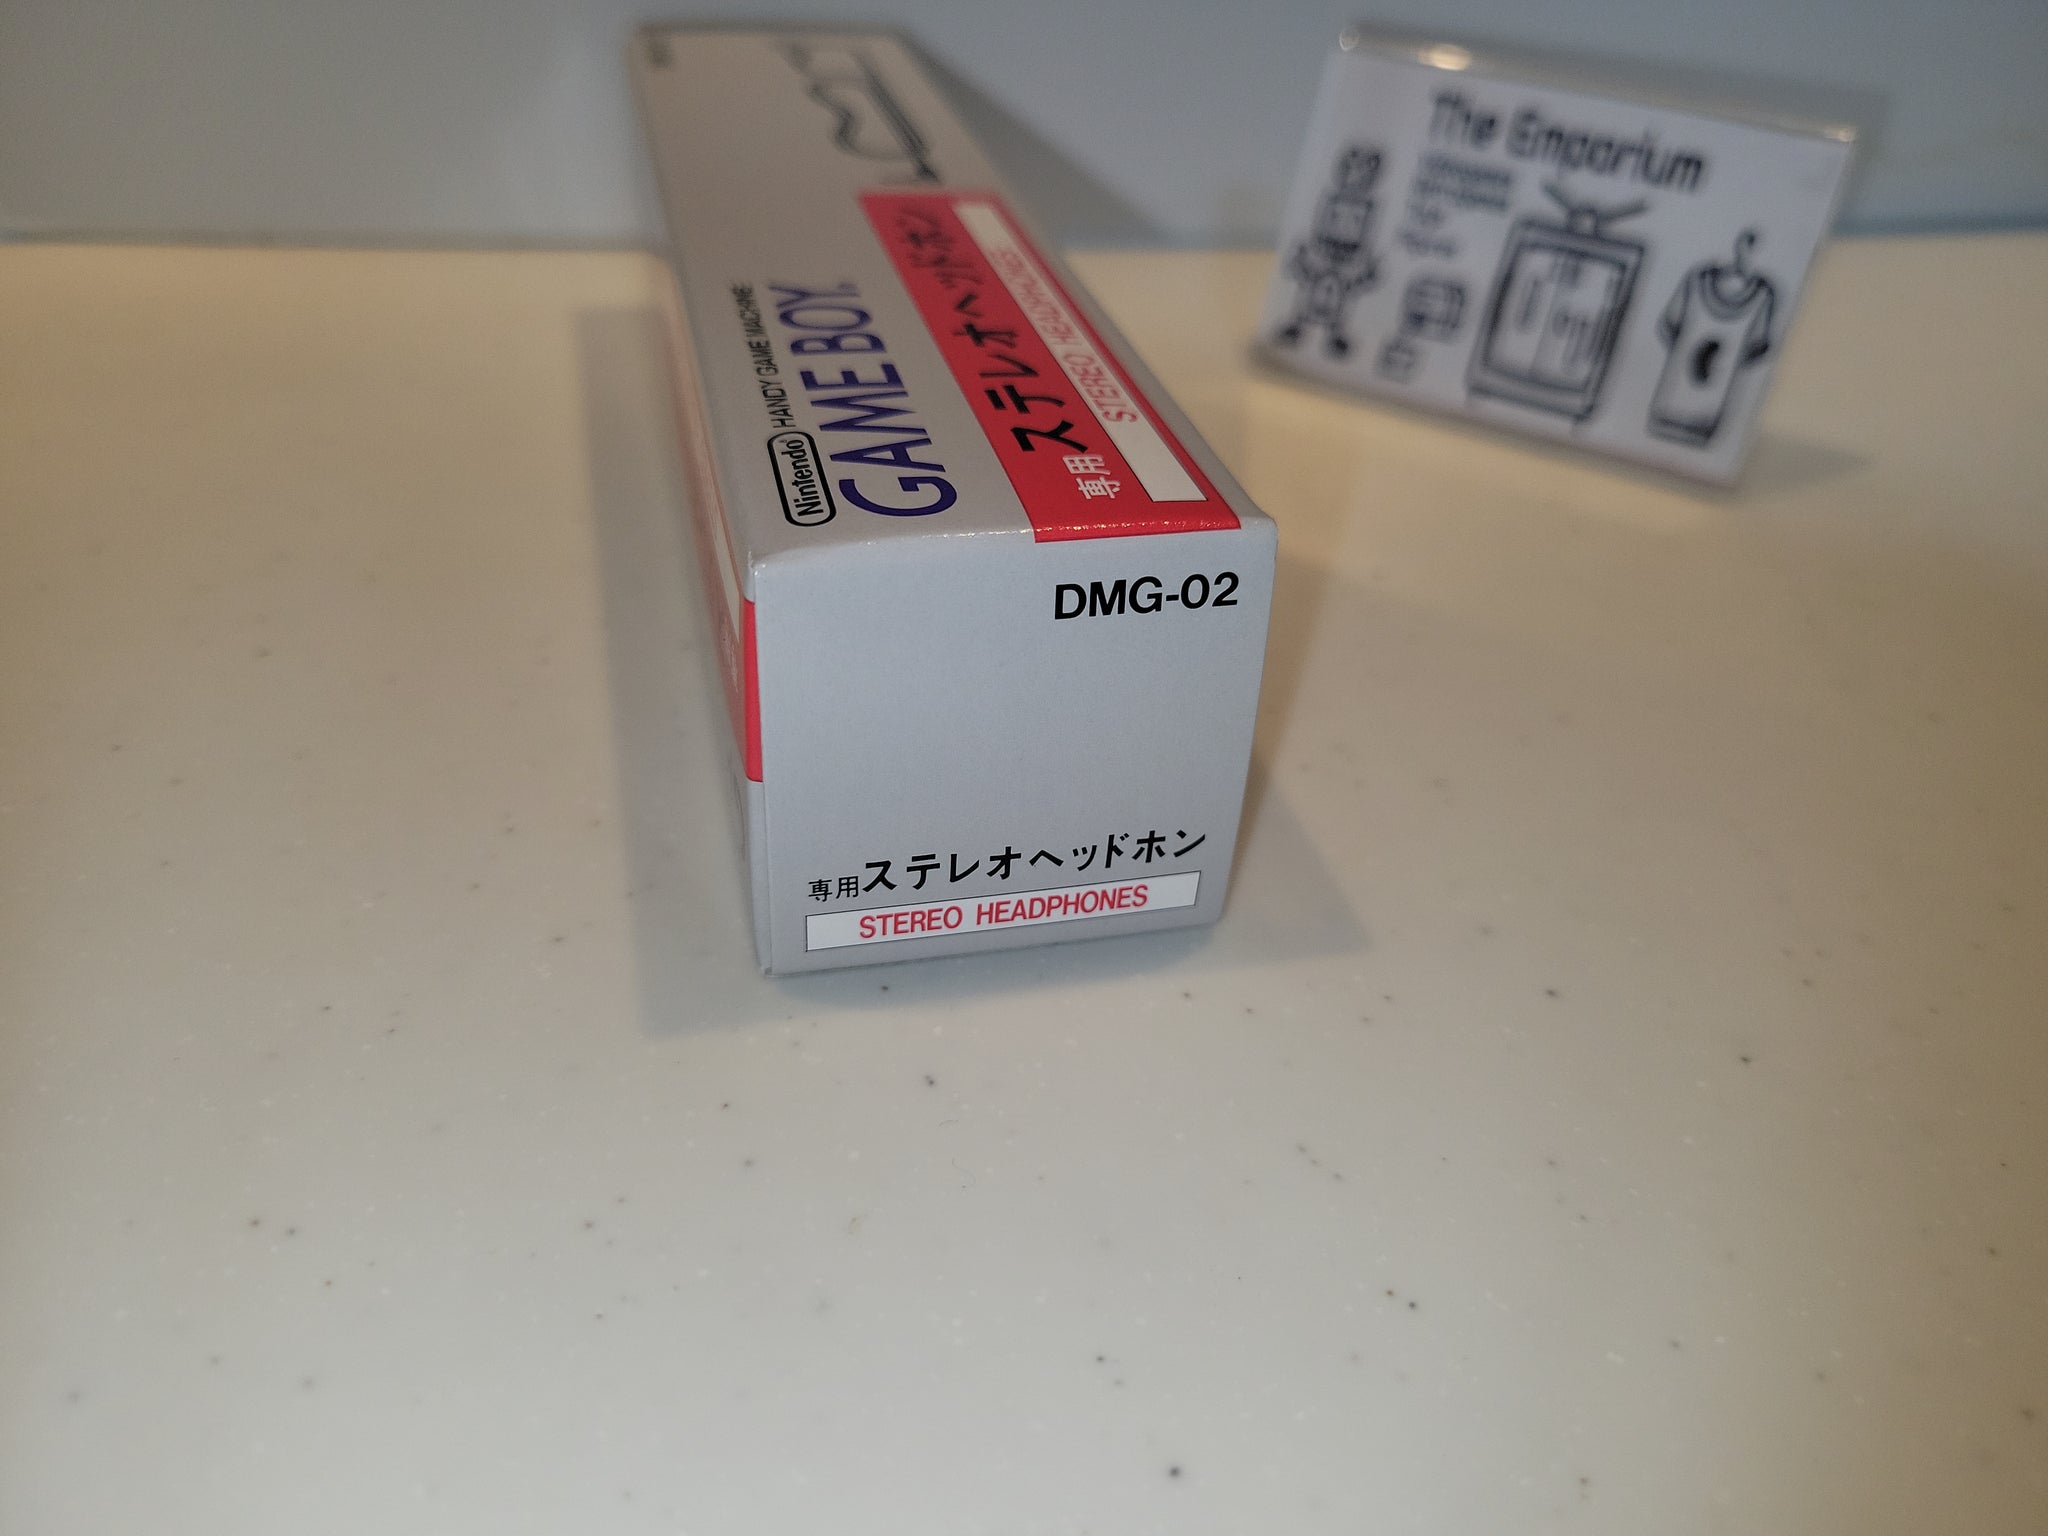 The Emporium
Nintendo® HANDY GAME MACHINE
GAME BOY®
専用ステレオヘッドホン
STEREO HEADPHONES
DMG-02
専用ステレオヘッドホン
STEREO HEADPHONES